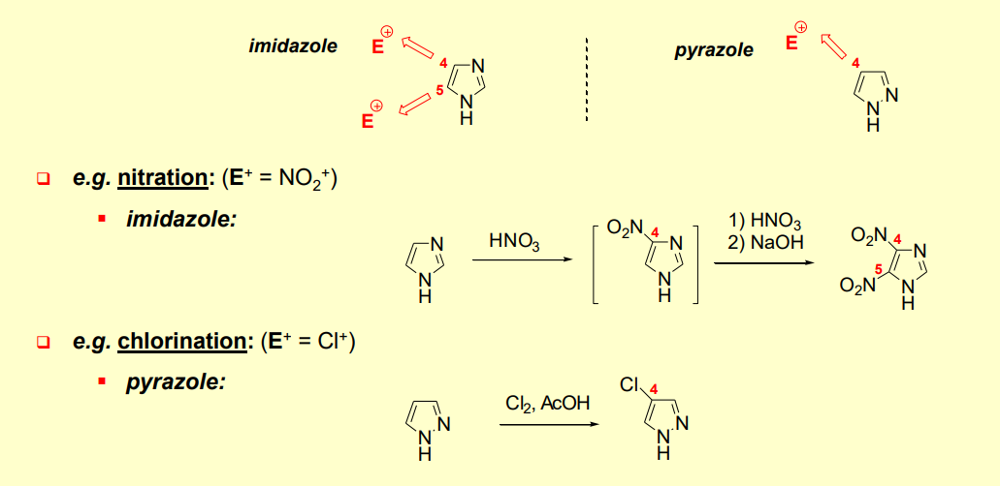 imidazole E⊕ 4 5 N N H E⊕
pyrazole E⊕ 4 N N H
❑ e.g. nitration: (E⁺ = NO₂⁺)
▪ imidazole:
N N H HNO₃ [ O₂N 4 N N H ] 1) HNO₃
2) NaOH O₂N 4 N 5 O₂N N H
❑ e.g. chlorination: (E⁺ = Cl⁺)
▪ pyrazole:
N N H Cl₂, AcOH Cl 4 N N H